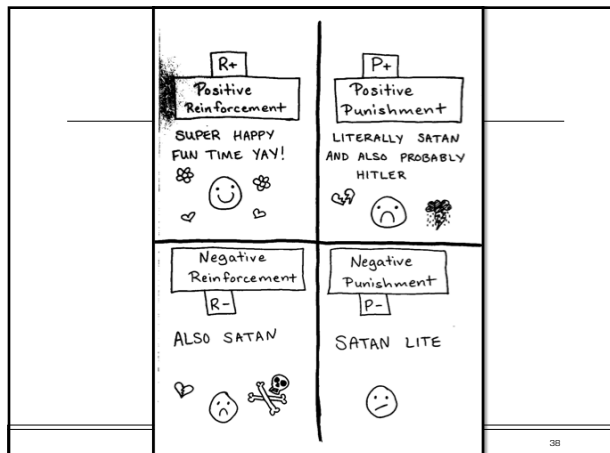 R+
Positive
Reinforcement
SUPER HAPPY
FUN TIME YAY!
P+
Positive
Punishment
LITERALLY SATAN
AND ALSO PROBABLY
HITLER
Negative
Reinforcement
R-
ALSO SATAN
Negative
Punishment
P-
SATAN LITE
38